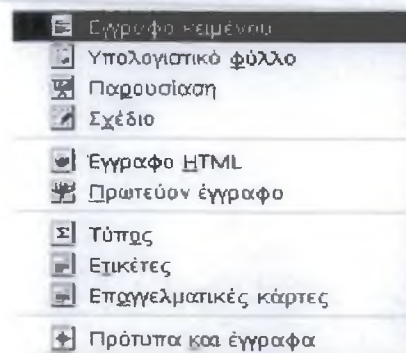 Έγγραφο κειμένου
Υπολογιστικό φύλλο
Παρουσίαση
Σχέδιο
Έγγραφο HTML
Πρωτεύον έγγραφο
Τύπος
Ετικέτες
Επαγγελματικές κάρτες
Πρότυπα και έγγραφα